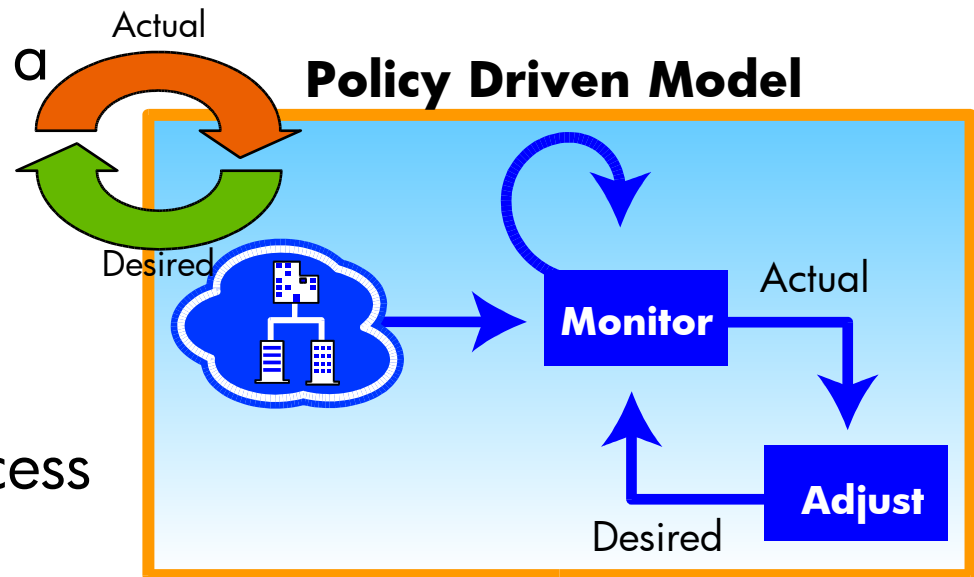 Actual
a
Policy Driven Model
Desired
Actual
Monitor
cess
Adjust
Desired